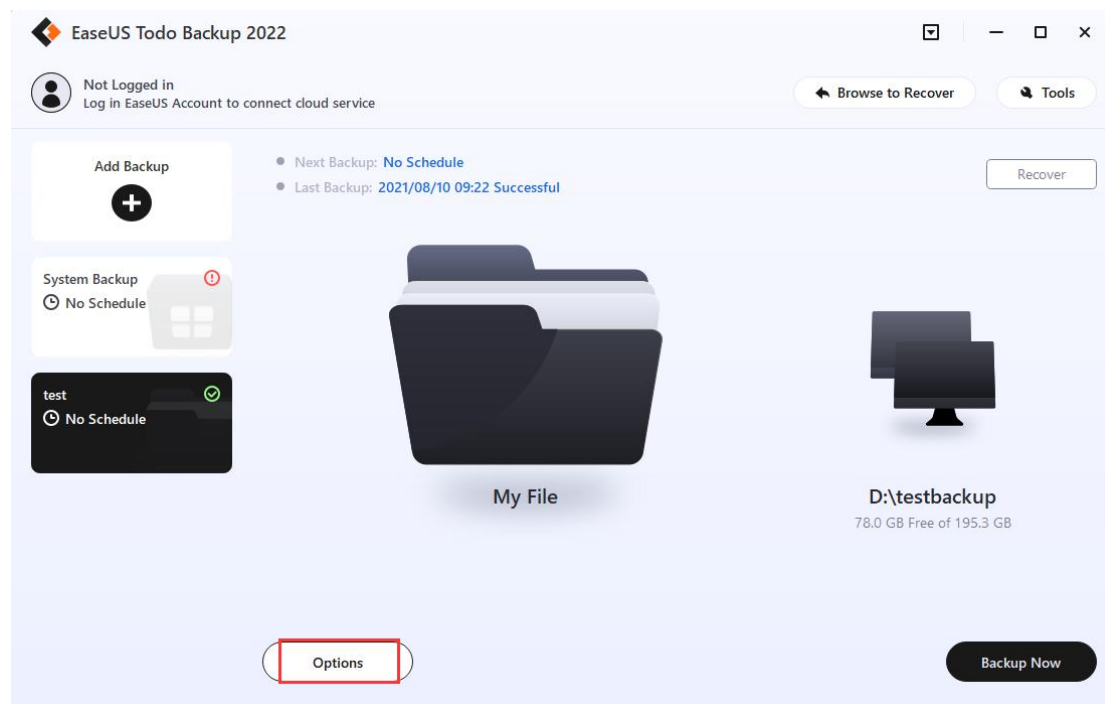 EaseUS Todo Backup 2022
Not Logged in
Log in EaseUS Account to connect cloud service
Browse to Recover
Tools
Add Backup
Next Backup: No Schedule
Last Backup: 2021/08/10 09:22 Successful
Recover
System Backup
No Schedule
test
No Schedule
My File
D:\testbackup
78.0 GB Free of 195.3 GB
Options
Backup Now